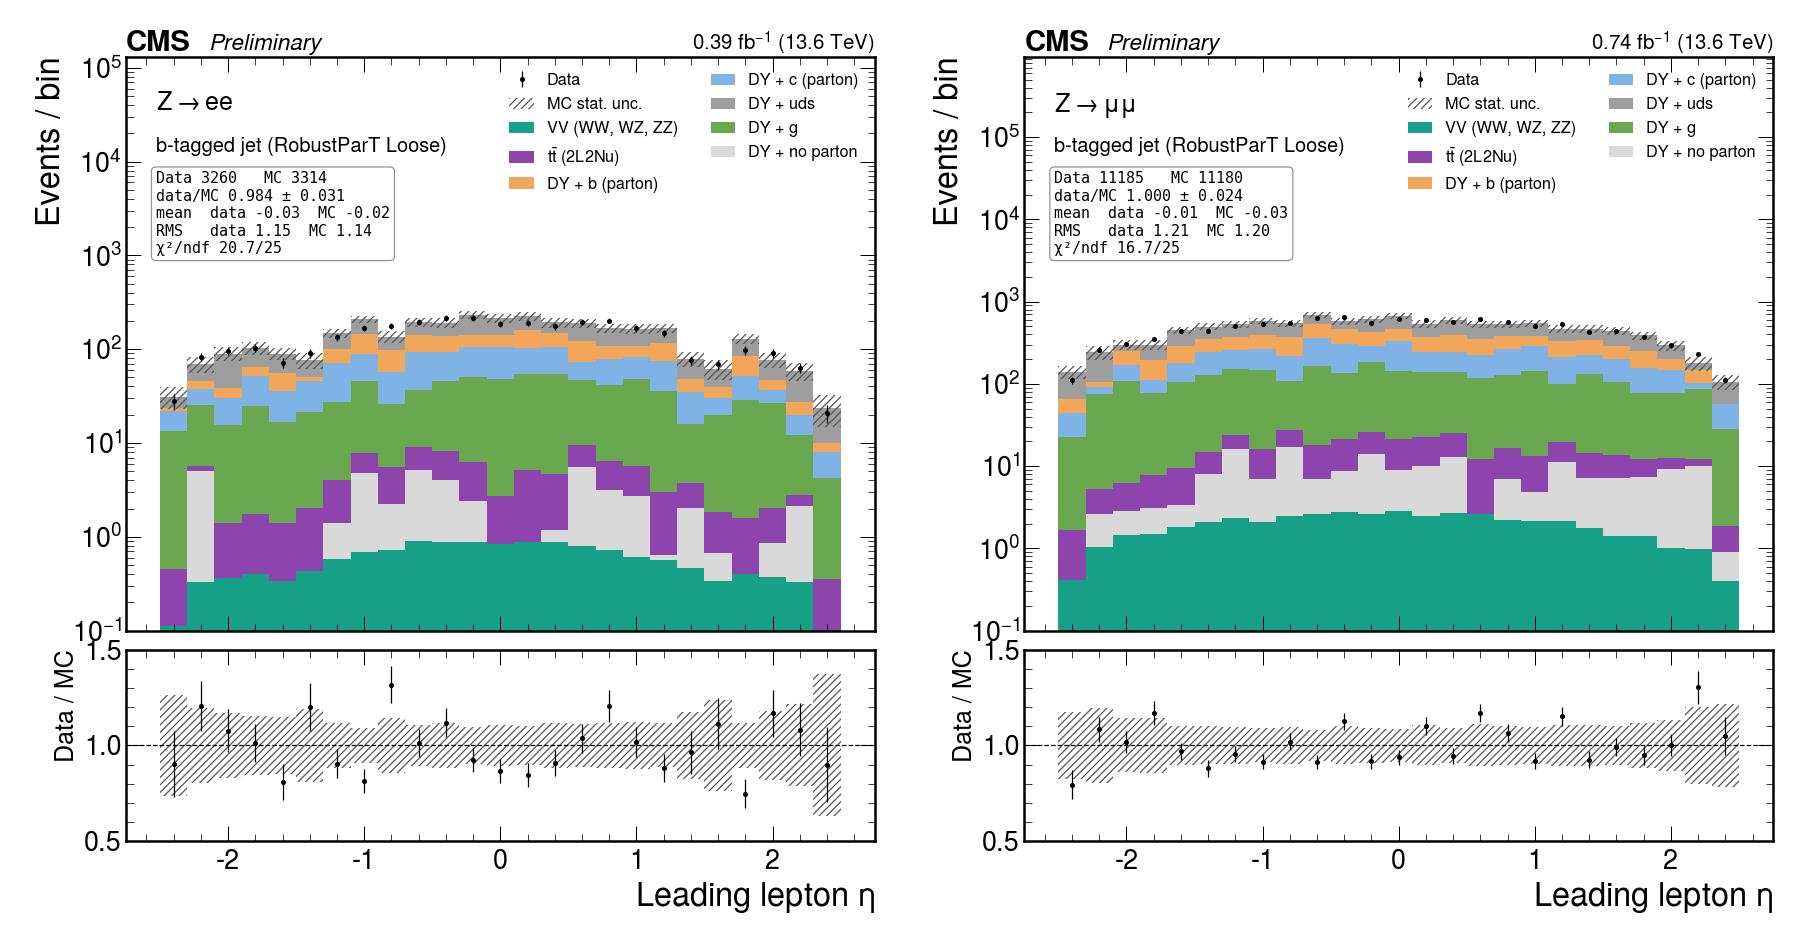 CMS Preliminary 0.39 fb⁻¹ (13.6 TeV)
Events / bin
10⁵
10⁴
10³
10²
10¹
10⁰
10⁻¹
Z→ee
b-tagged jet (RobustParT Loose)
Data 3260 MC 3314
data/MC 0.984 ± 0.031
mean data -0.03 MC -0.02
RMS data 1.15 MC 1.14
χ²/ndf 20.7/25
Data
MC stat. unc.
VV (WW, WZ, ZZ)
tt̄ (2L2Nu)
DY + b (parton)
DY + c (parton)
DY + uds
DY + g
DY + no parton
Data / MC
1.5
1.0
0.5
-2 -1 0 1 2
Leading lepton η
CMS Preliminary 0.74 fb⁻¹ (13.6 TeV)
Events / bin
10⁵
10⁴
10³
10²
10¹
10⁰
10⁻¹
Z→μμ
b-tagged jet (RobustParT Loose)
Data 11185 MC 11180
data/MC 1.000 ± 0.024
mean data -0.01 MC -0.03
RMS data 1.21 MC 1.20
χ²/ndf 16.7/25
Data
MC stat. unc.
VV (WW, WZ, ZZ)
tt̄ (2L2Nu)
DY + b (parton)
DY + c (parton)
DY + uds
DY + g
DY + no parton
Data / MC
1.5
1.0
0.5
-2 -1 0 1 2
Leading lepton η